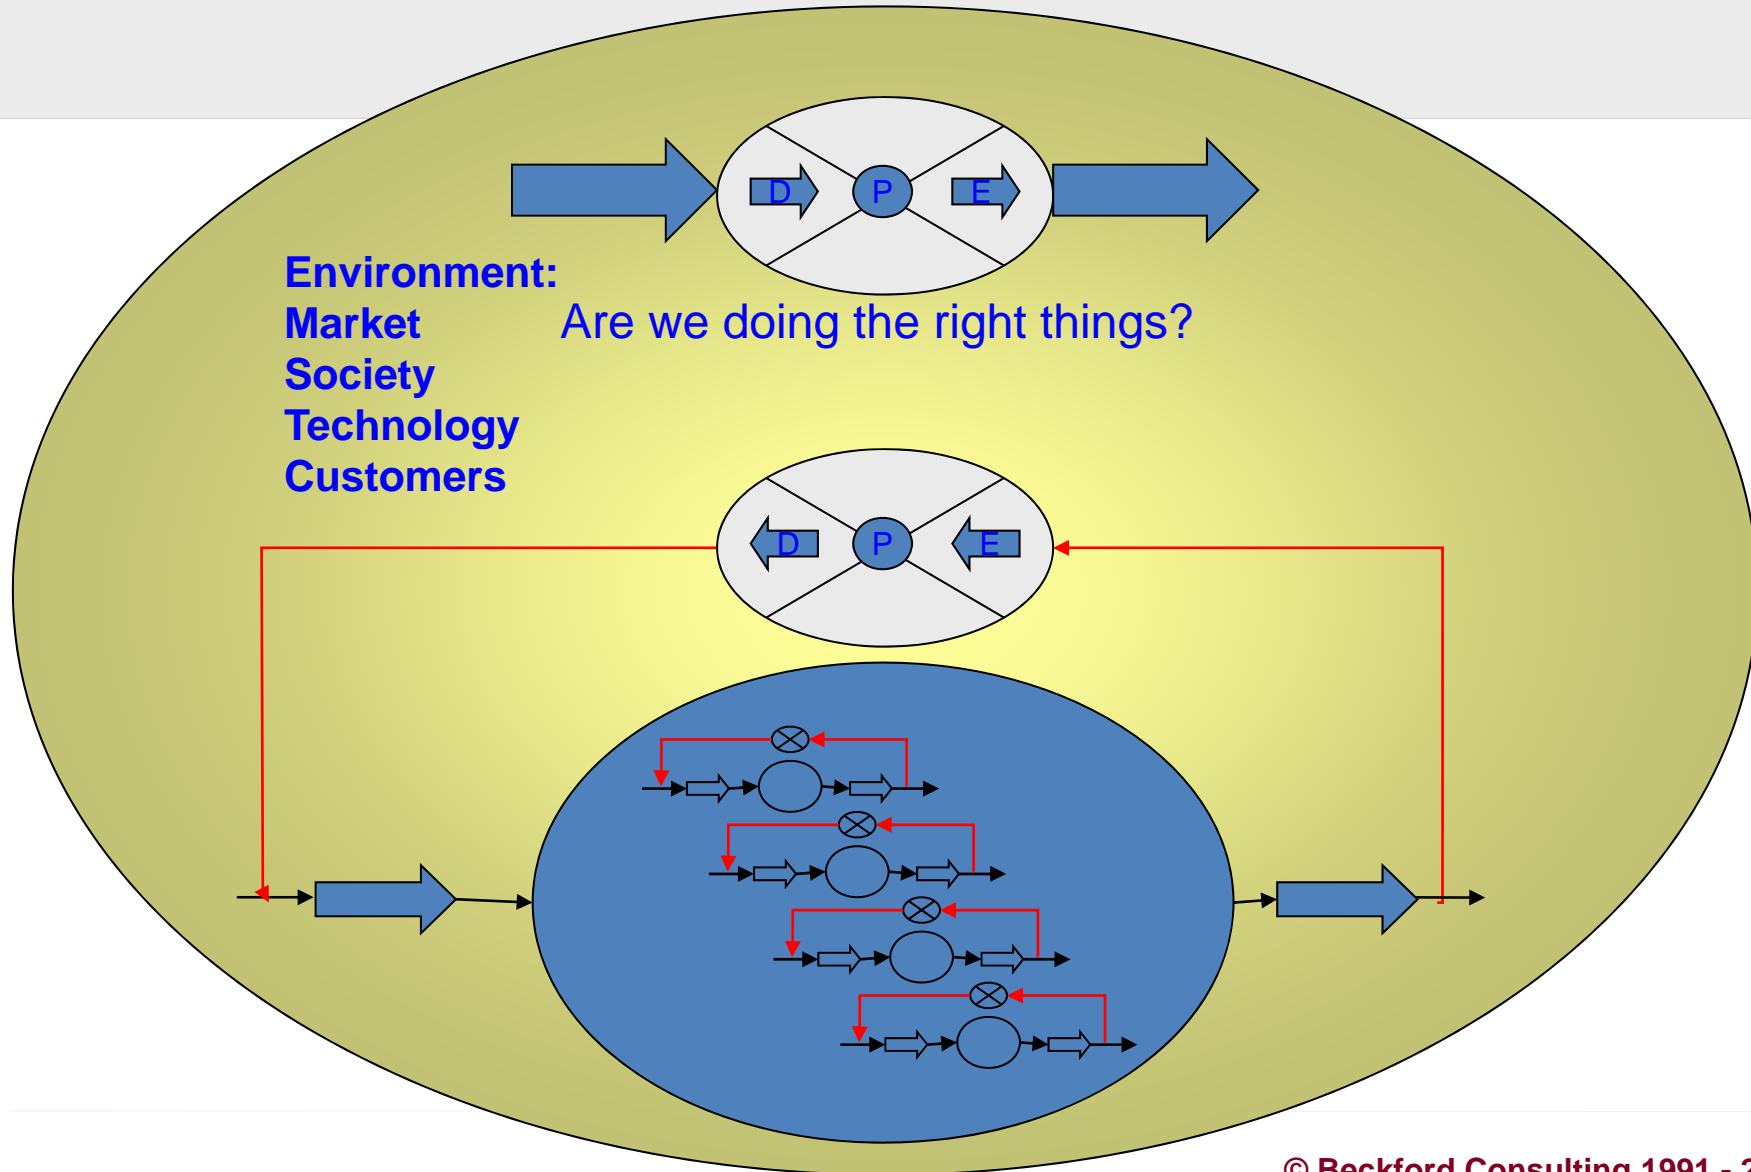 D P E
Environment:
Market
Are we doing the right things?
Society
Technology
Customers
D P E
© Beckford Consulting 1991 -